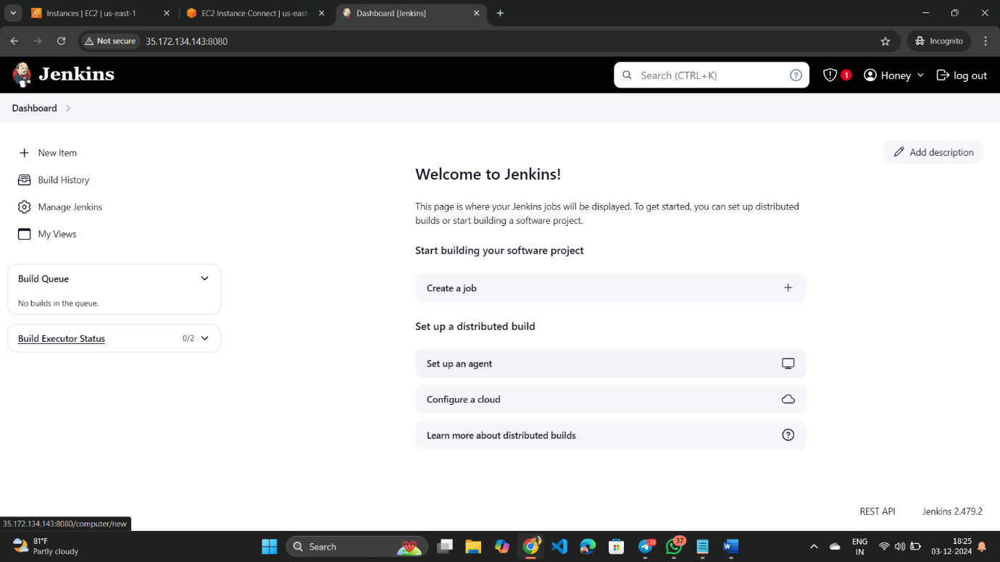 Instances | EC2 | us-east-1
EC2 Instance Connect | us-east-
Dashboard [Jenkins]
Not secure
35.172.134.143:8080
Incognito
Jenkins
Search (CTRL+K)
1
Honey
log out
Dashboard
New Item
Build History
Manage Jenkins
My Views
Build Queue
No builds in the queue.
Build Executor Status
0/2
Add description
Welcome to Jenkins!
This page is where your Jenkins jobs will be displayed. To get started, you can set up distributed
builds or start building a software project.
Start building your software project
Create a job
Set up a distributed build
Set up an agent
Configure a cloud
Learn more about distributed builds
REST API
Jenkins 2.479.2
35.172.134.143:8080/computer/new
81°F
Partly cloudy
Search
33
37
ENG
IN
18:25
03-12-2024